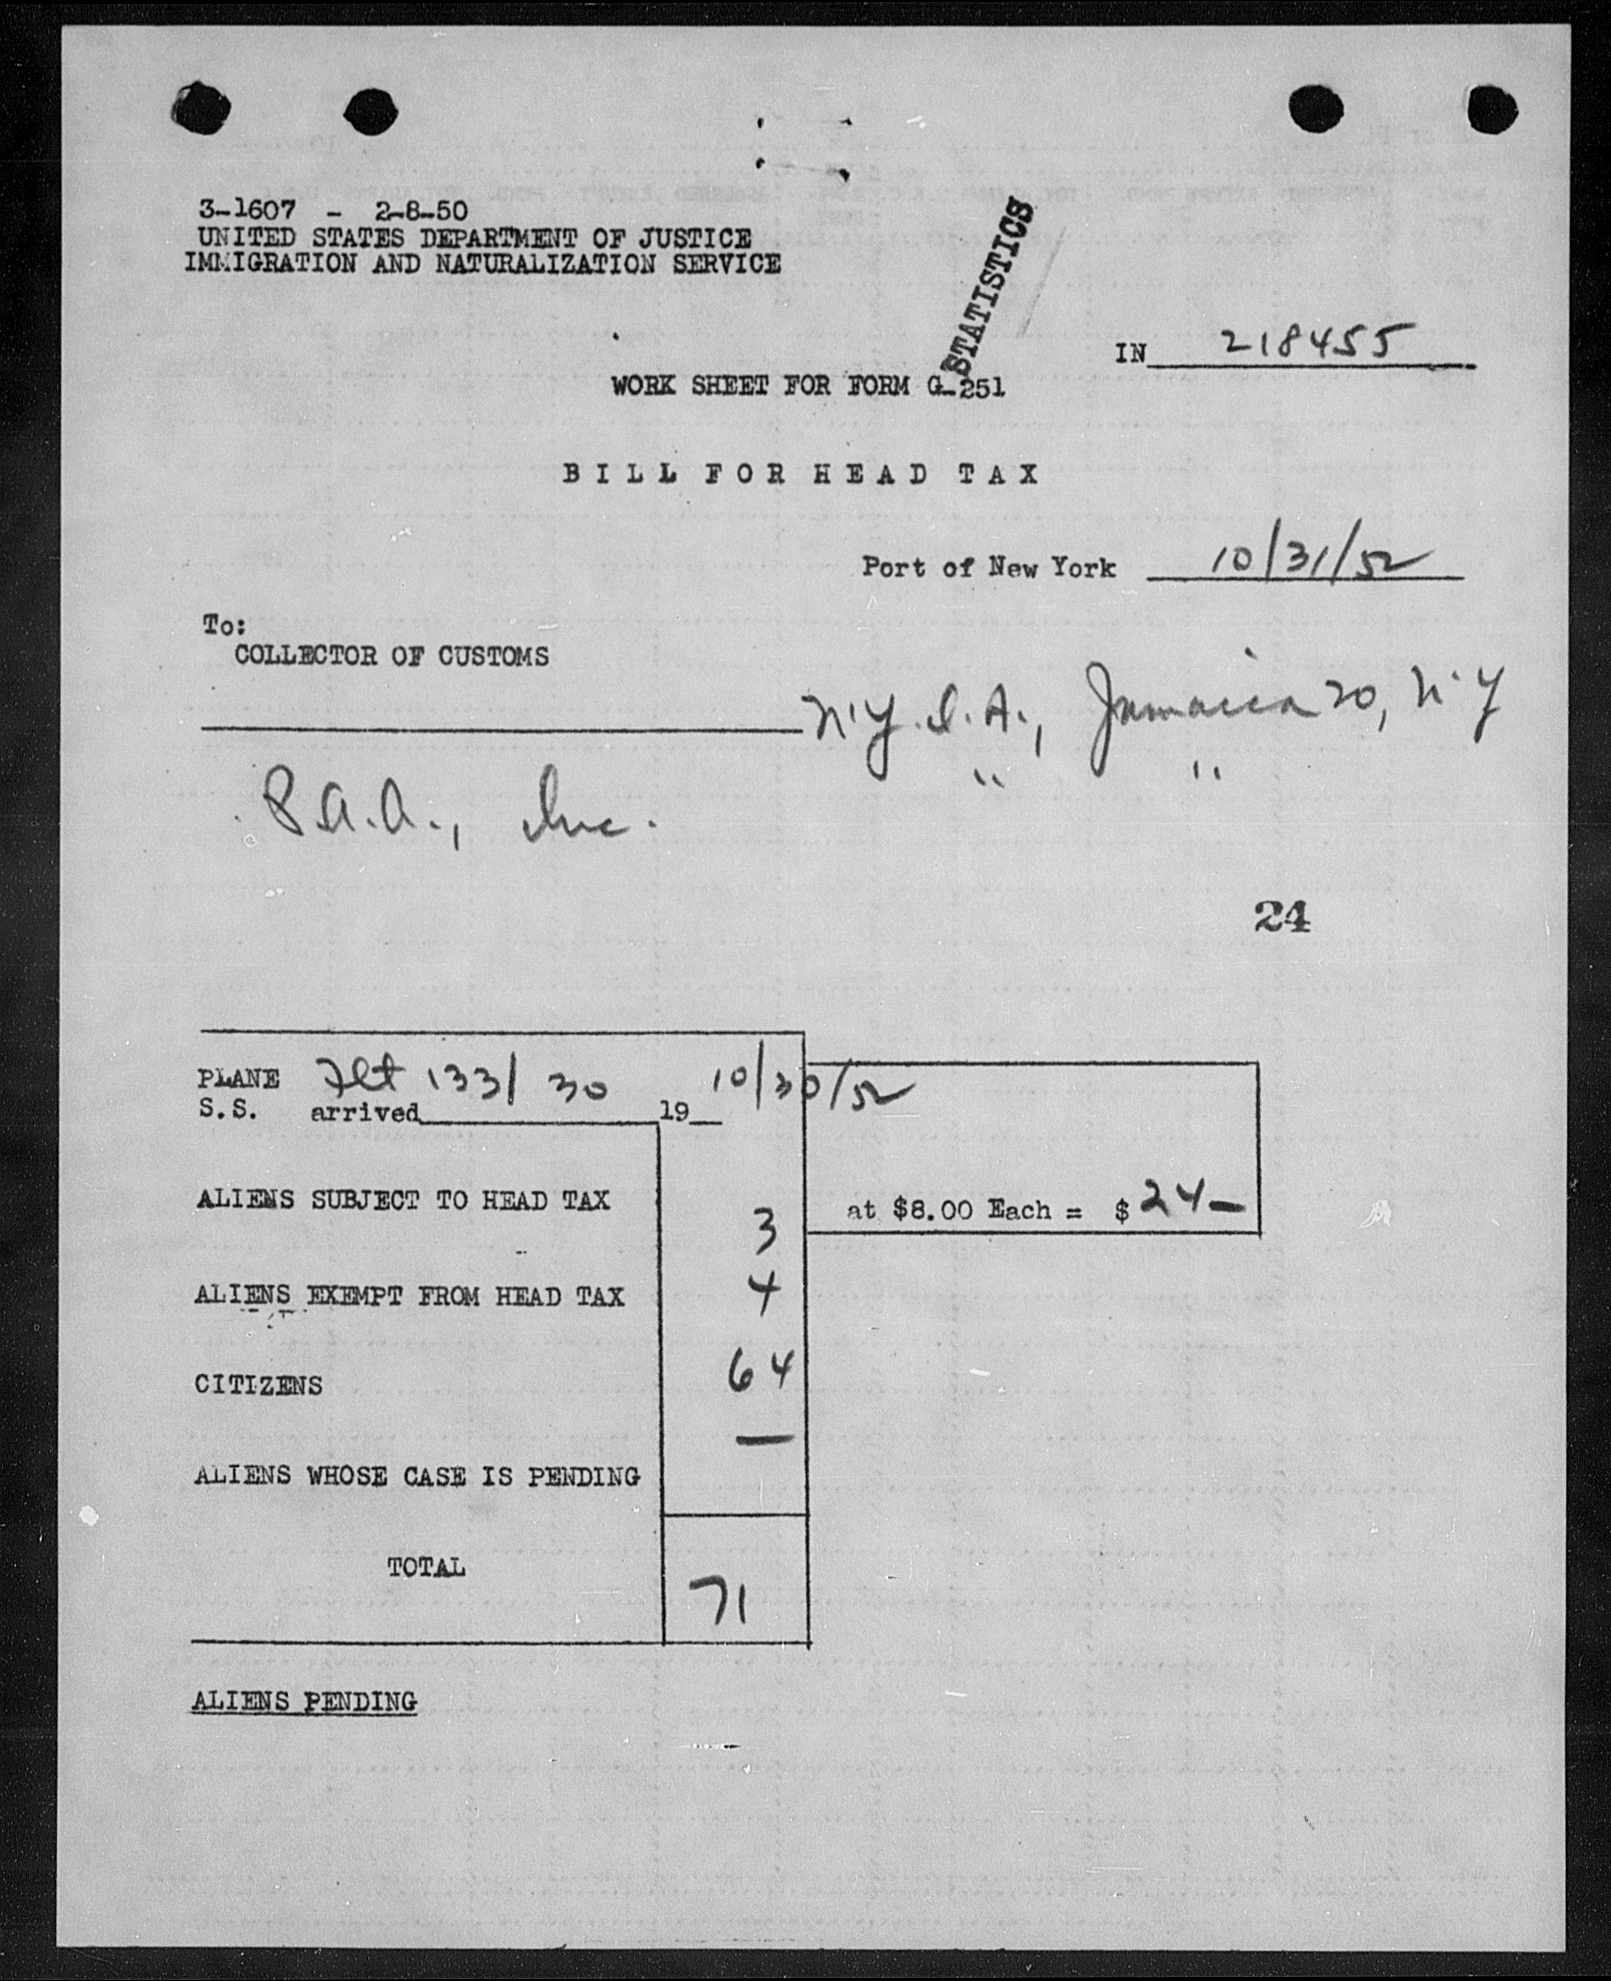 3-1607 - 2-8-50
UNITED STATES DEPARTMENT OF JUSTICE
IMMIGRATION AND NATURALIZATION SERVICE
STATISTICS
IN 218455
WORK SHEET FOR FORM G-251
BILL FOR HEAD TAX
Port of New York 10/31/52
To:
COLLECTOR OF CUSTOMS
N.Y.I.A., Jamaica 20, N.Y
" "
P.A.A., Inc.
24
PLANE Flt 133/30 10/30/52
S.S. arrived 19
ALIENS SUBJECT TO HEAD TAX 3 at $8.00 Each = $ 24-
ALIENS EXEMPT FROM HEAD TAX 4
CITIZENS 64
ALIENS WHOSE CASE IS PENDING —
TOTAL 71
ALIENS PENDING